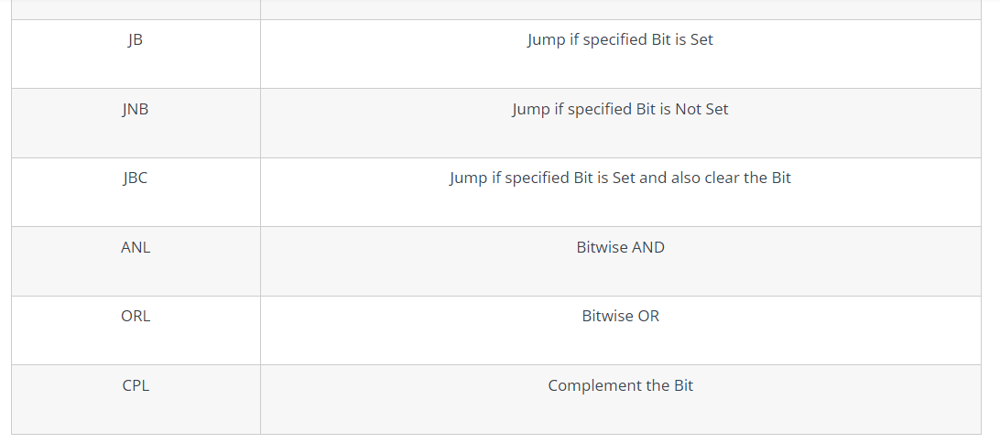 JB Jump if specified Bit is Set
JNB Jump if specified Bit is Not Set
JBC Jump if specified Bit is Set and also clear the Bit
ANL Bitwise AND
ORL Bitwise OR
CPL Complement the Bit